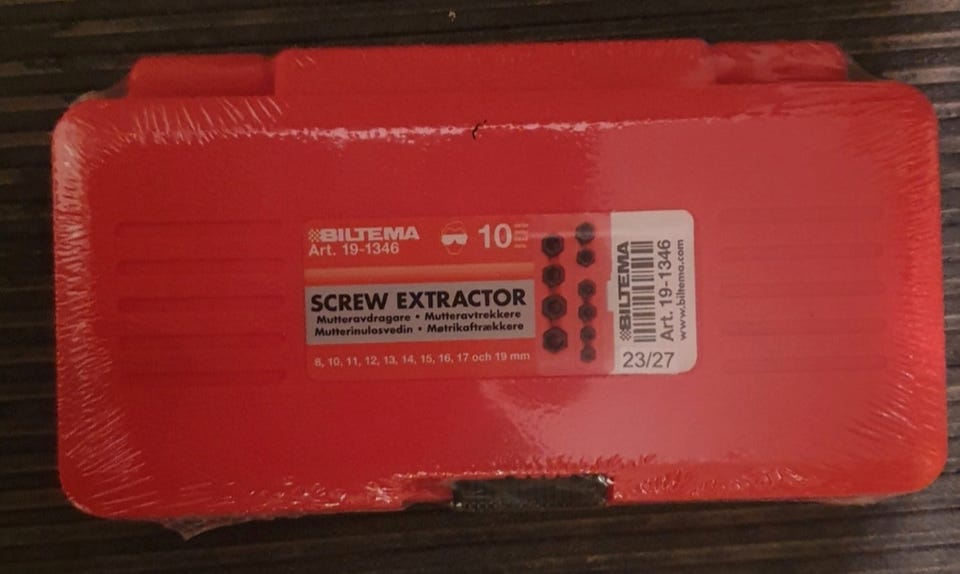 BILTEMA
Art. 19-1346
10
SCREW EXTRACTOR
Mutteravdragare • Mutteravtrekkere
Mutterinulosvedin • Møtrikaftrækkere
8, 10, 11, 12, 13, 14, 15, 16, 17 och 19 mm
BILTEMA
Art. 19-1346
www.biltema.com
23/27